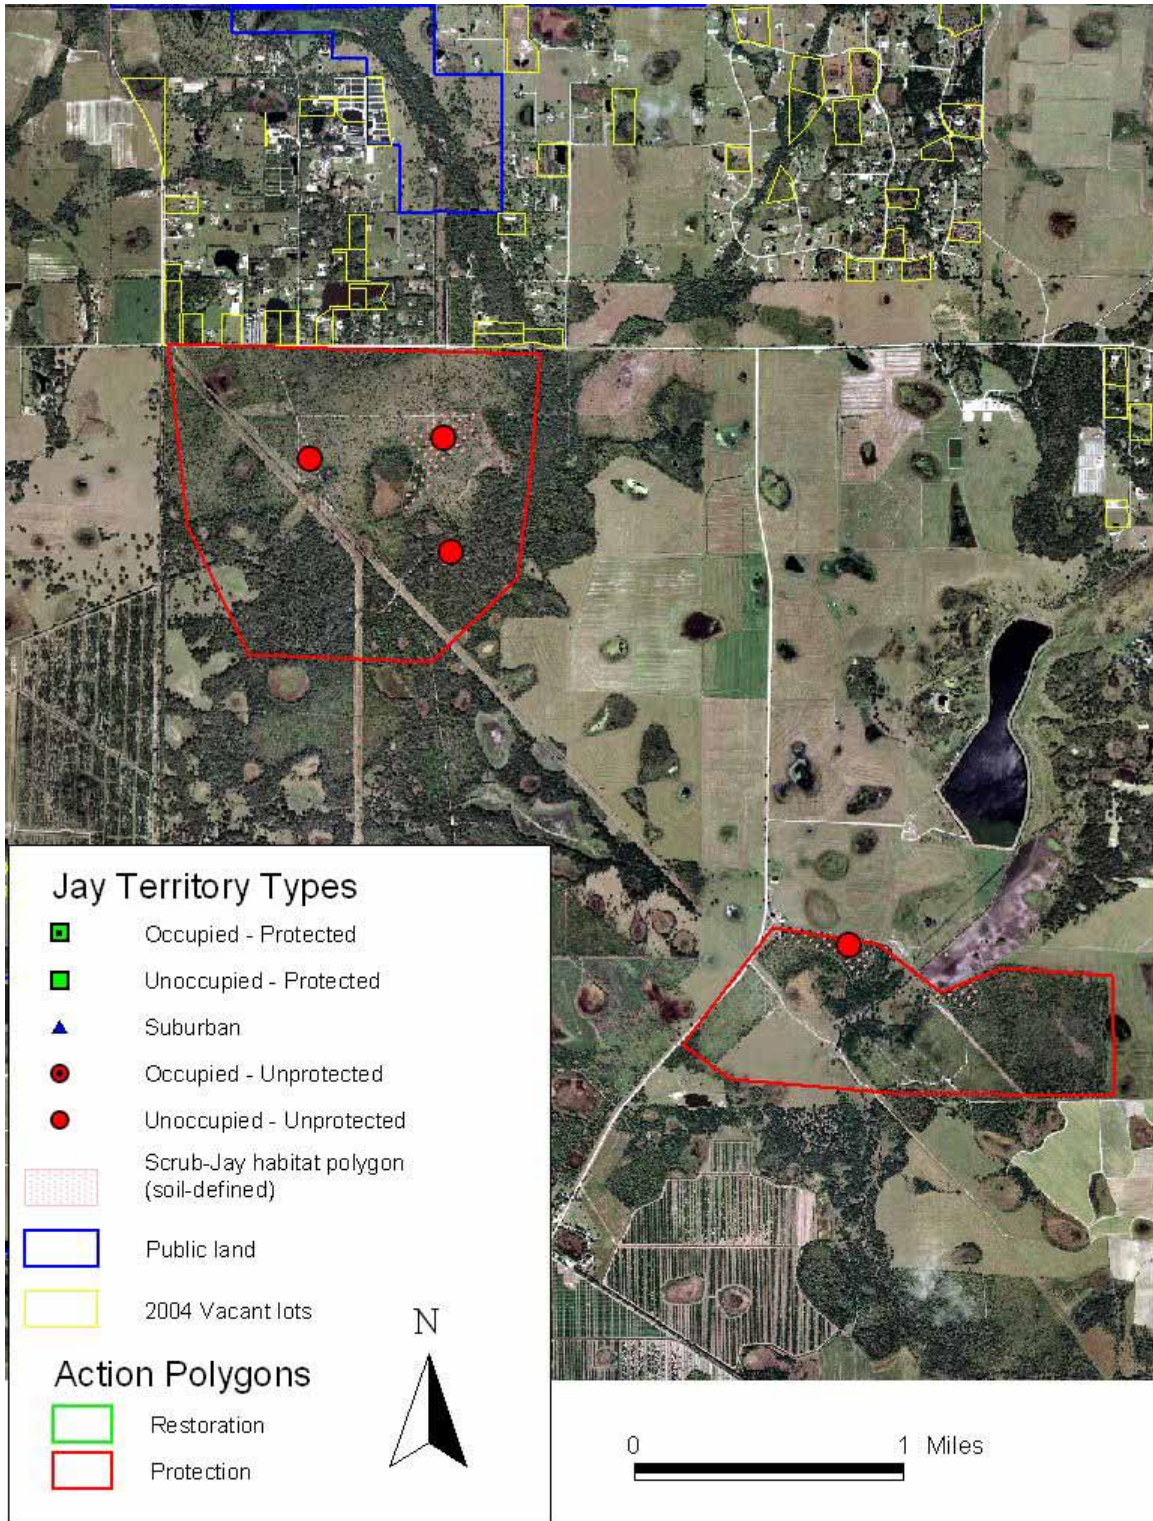 Jay Territory Types
Occupied - Protected
Unoccupied - Protected
Suburban
Occupied - Unprotected
Unoccupied - Unprotected
Scrub-Jay habitat polygon
(soil-defined)
Public land
2004 Vacant lots
N
Action Polygons
Restoration
Protection
0 1 Miles